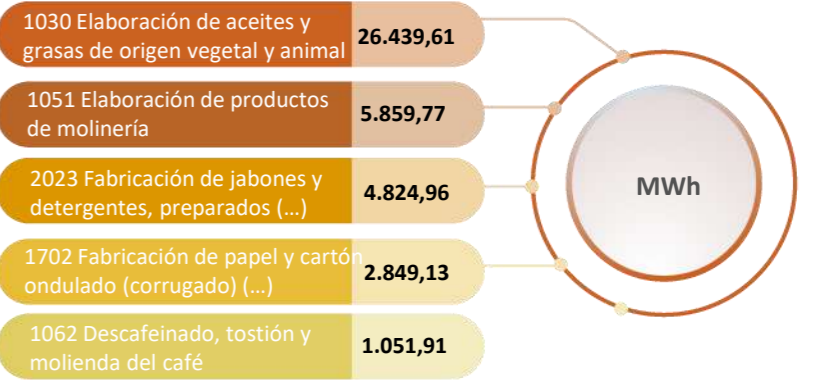 1030 Elaboración de aceites y
grasas de origen vegetal y animal
26.439,61
1051 Elaboración de productos
de molinería
5.859,77
2023 Fabricación de jabones y
detergentes, preparados (...)
4.824,96
1702 Fabricación de papel y cartón
ondulado (corrugado) (...)
2.849,13
1062 Descafeinado, tostión y
molienda del café
1.051,91
MWh